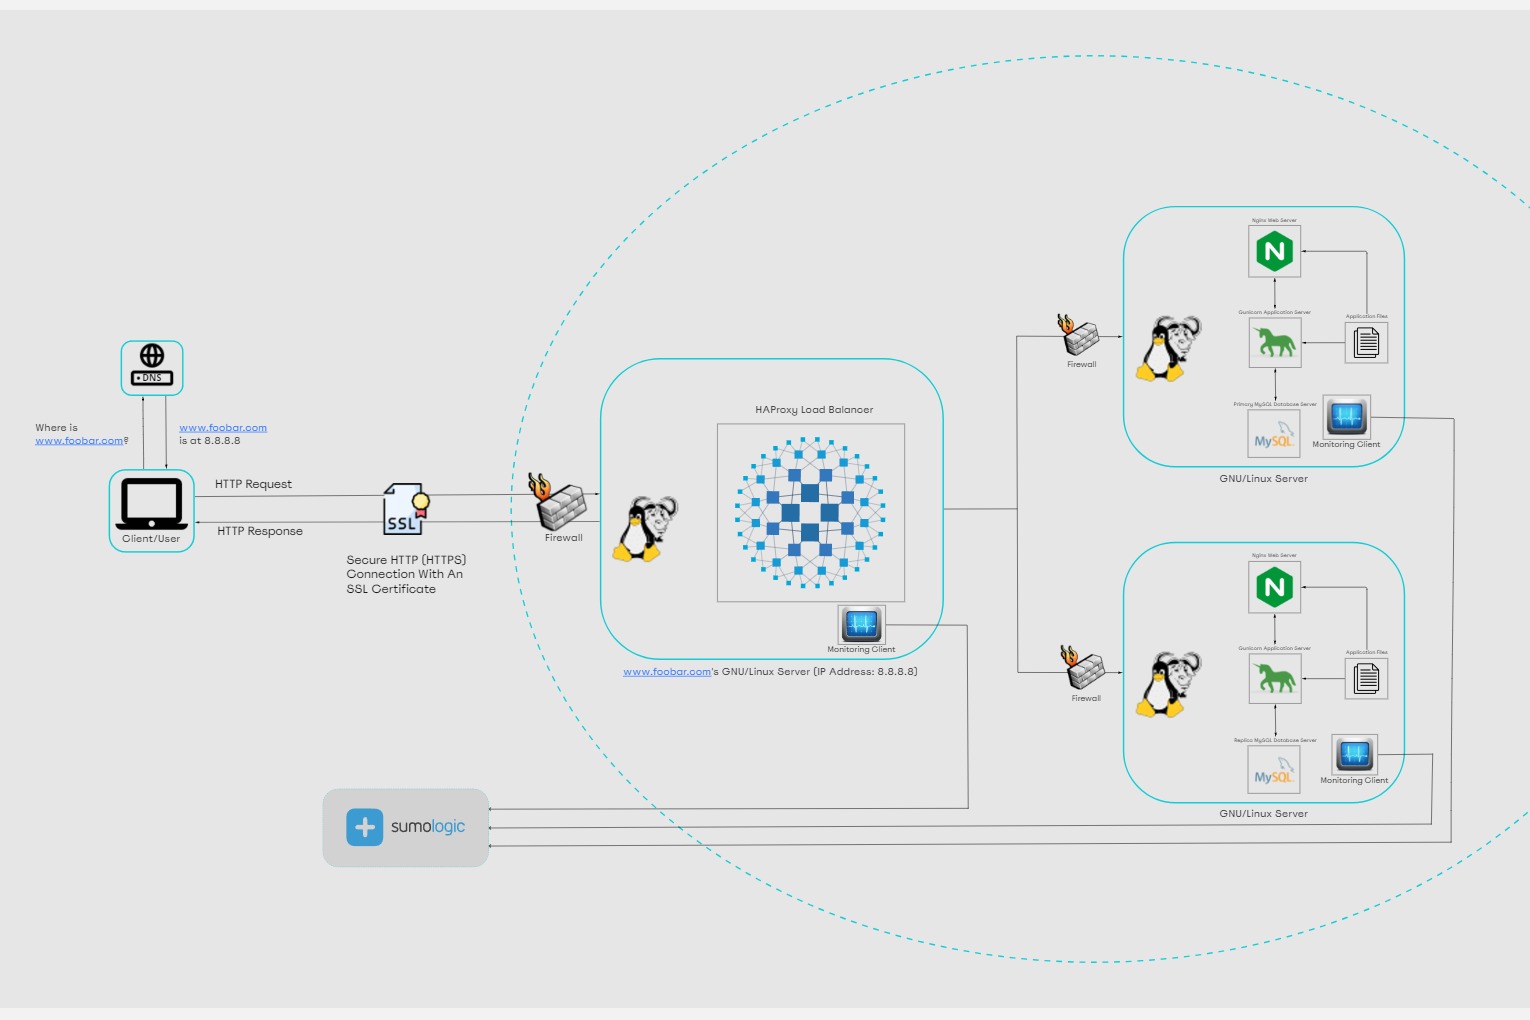 DNS
Where is
www.foobar.com?
www.foobar.com
is at 8.8.8.8
Client/User
HTTP Request
HTTP Response
SSL
Secure HTTP (HTTPS)
Connection With An
SSL Certificate
Firewall
HAProxy Load Balancer
Monitoring Client
www.foobar.com's GNU/Linux Server (IP Address: 8.8.8.8)
Firewall
Nginx Web Server
N
Gunicorn Application Server
Application Files
Primary MySQL Database Server
MySQL
Monitoring Client
GNU/Linux Server
Firewall
Nginx Web Server
N
Gunicorn Application Server
Application Files
Replica MySQL Database Server
MySQL
Monitoring Client
GNU/Linux Server
sumologic